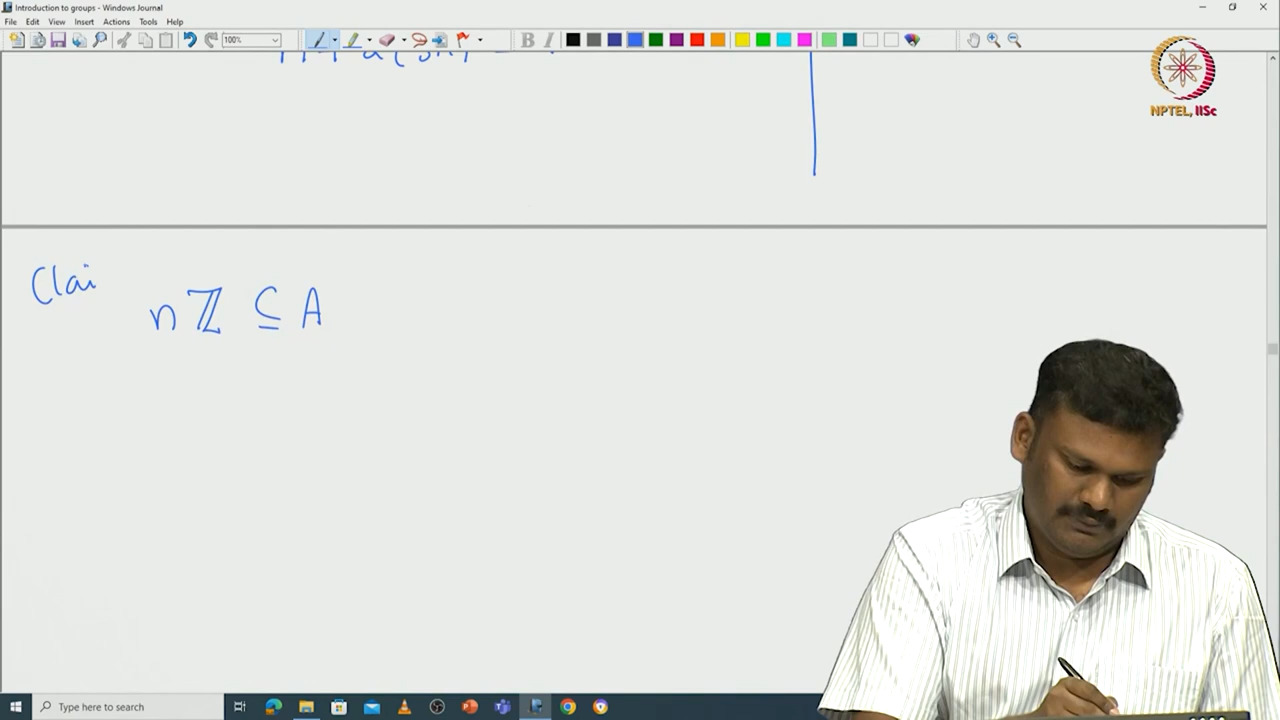 Introduction to groups - Windows Journal
File Edit View Insert Actions Tools Help
100%
B I
NPTEL, IISc
Clai
nℤ ⊆ A
Type here to search